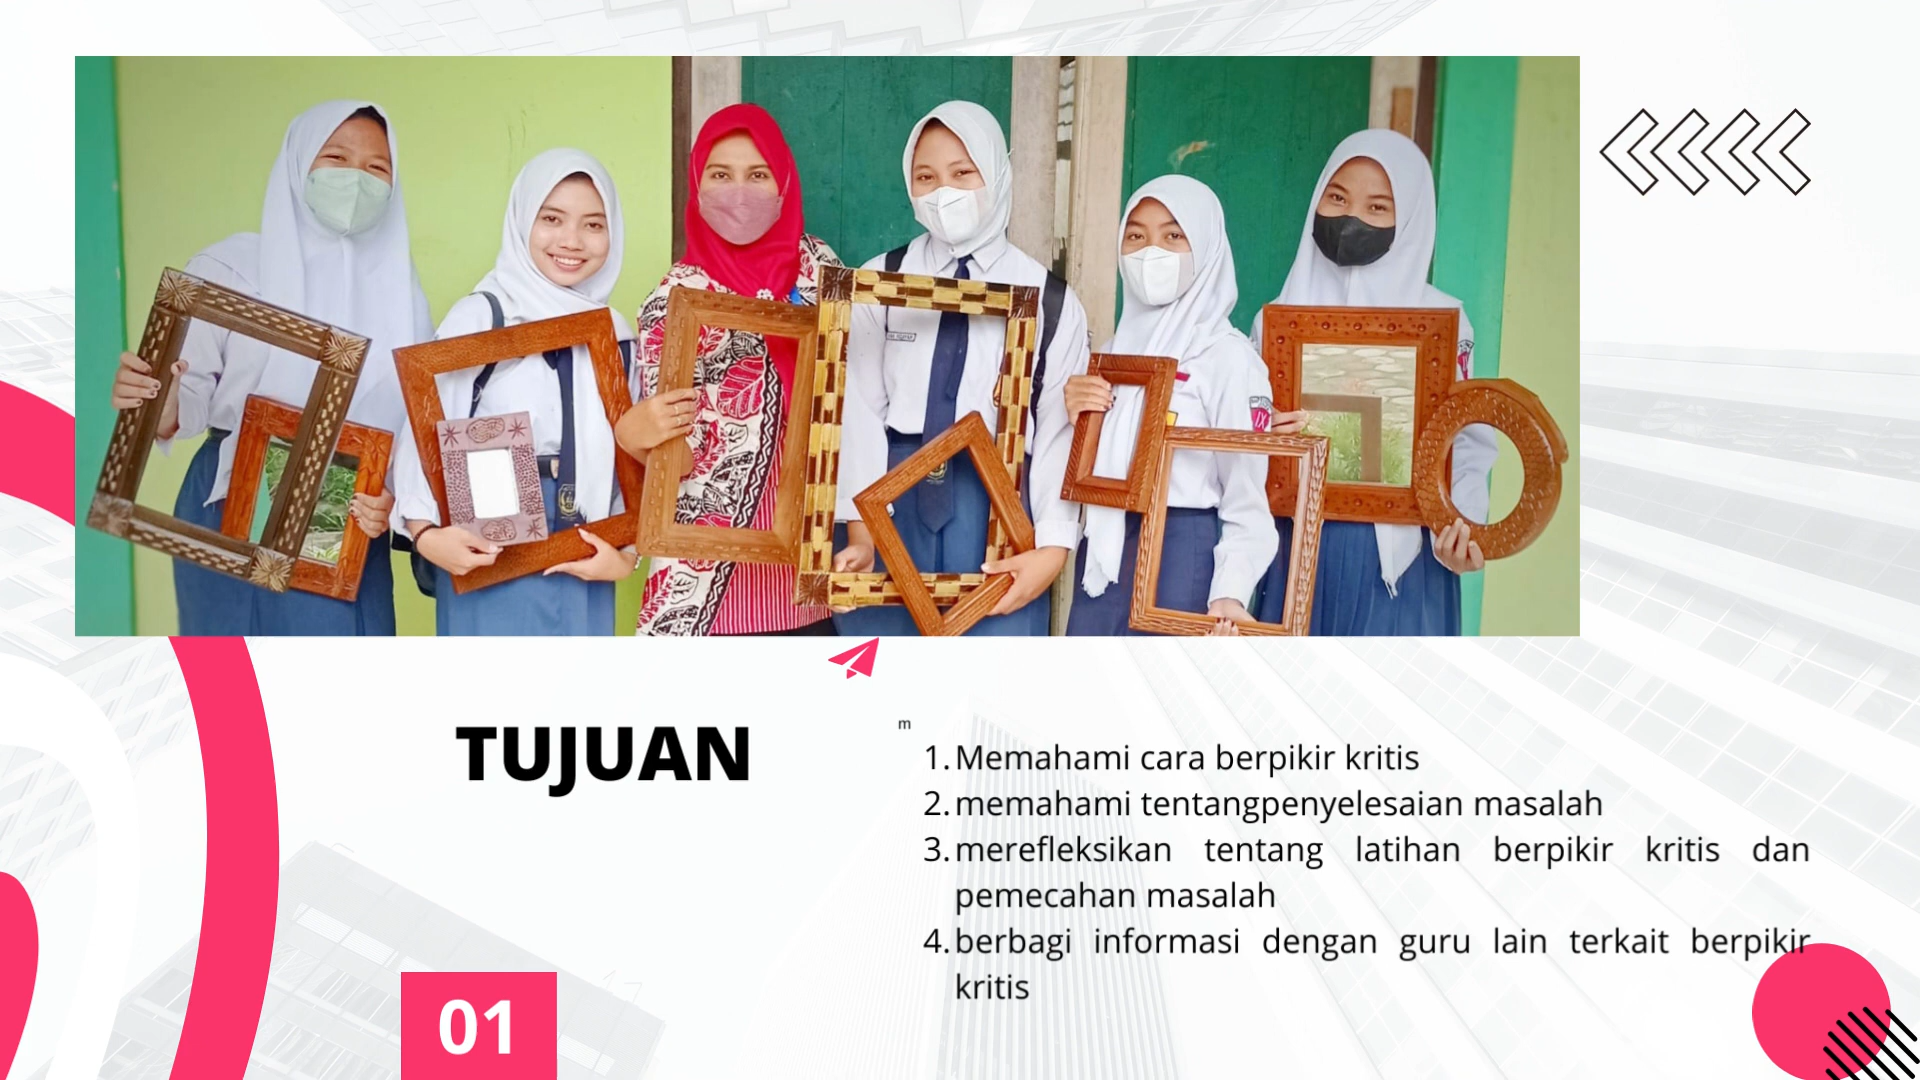 IX
TUJUAN
m
1. Memahami cara berpikir kritis
2. memahami tentangpenyelesaian masalah
3. merefleksikan tentang latihan berpikir kritis dan
pemecahan masalah
4. berbagi informasi dengan guru lain terkait berpikir
kritis
01